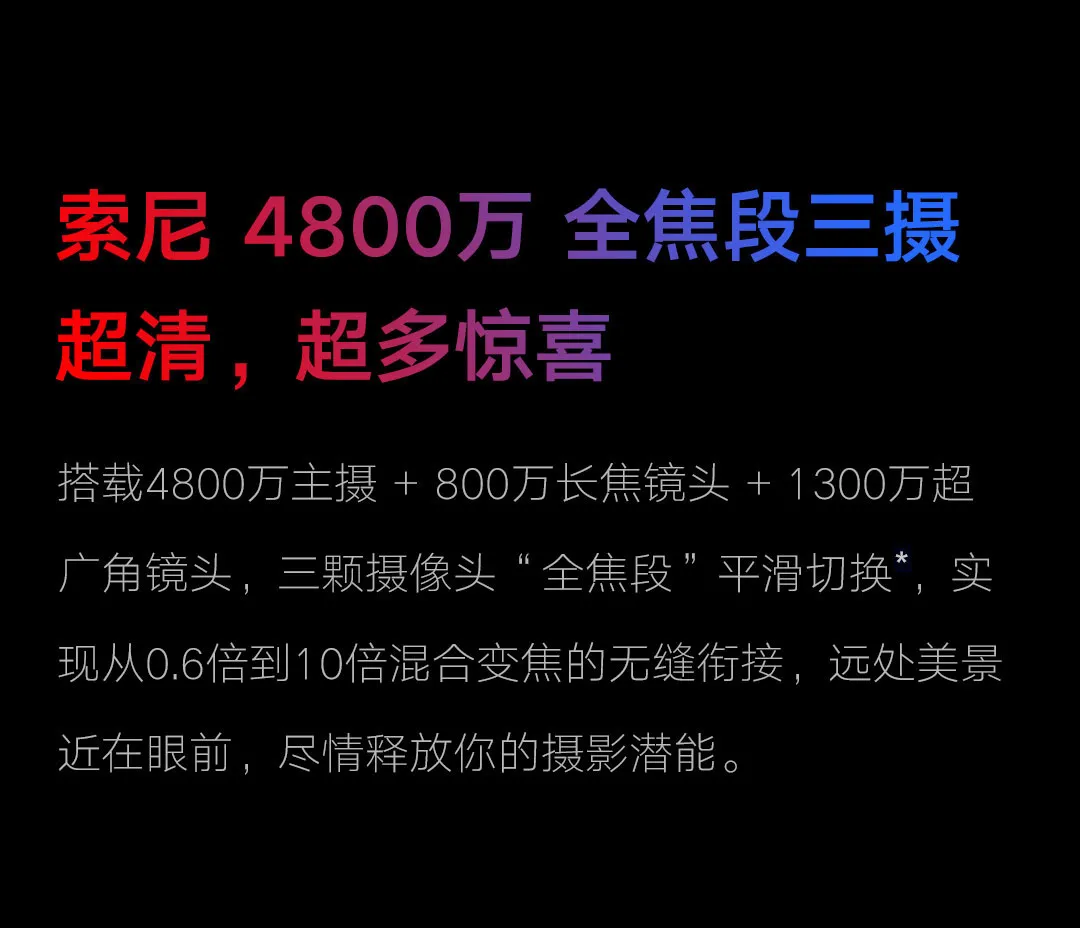 索尼 4800万 全焦段三摄
超清，超多惊喜
搭载4800万主摄 + 800万长焦镜头 + 1300万超
广角镜头，三颗摄像头“全焦段”平滑切换*，实
现从0.6倍到10倍混合变焦的无缝衔接，远处美景
近在眼前，尽情释放你的摄影潜能。